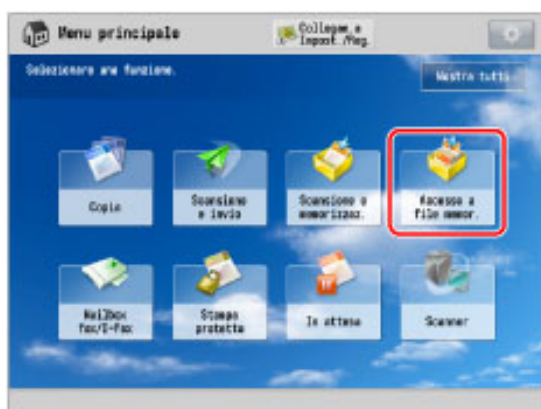 Menu principale
Collegam. a
Impost./Reg.
Selezionare una funzione.
Mostra tutti
Copia
Scansione
e invio
Scansione e
memorizzaz.
Accesso a
file memor.
Mailbox
fax/I-Fax
Stampa
protetta
In attesa
Scanner